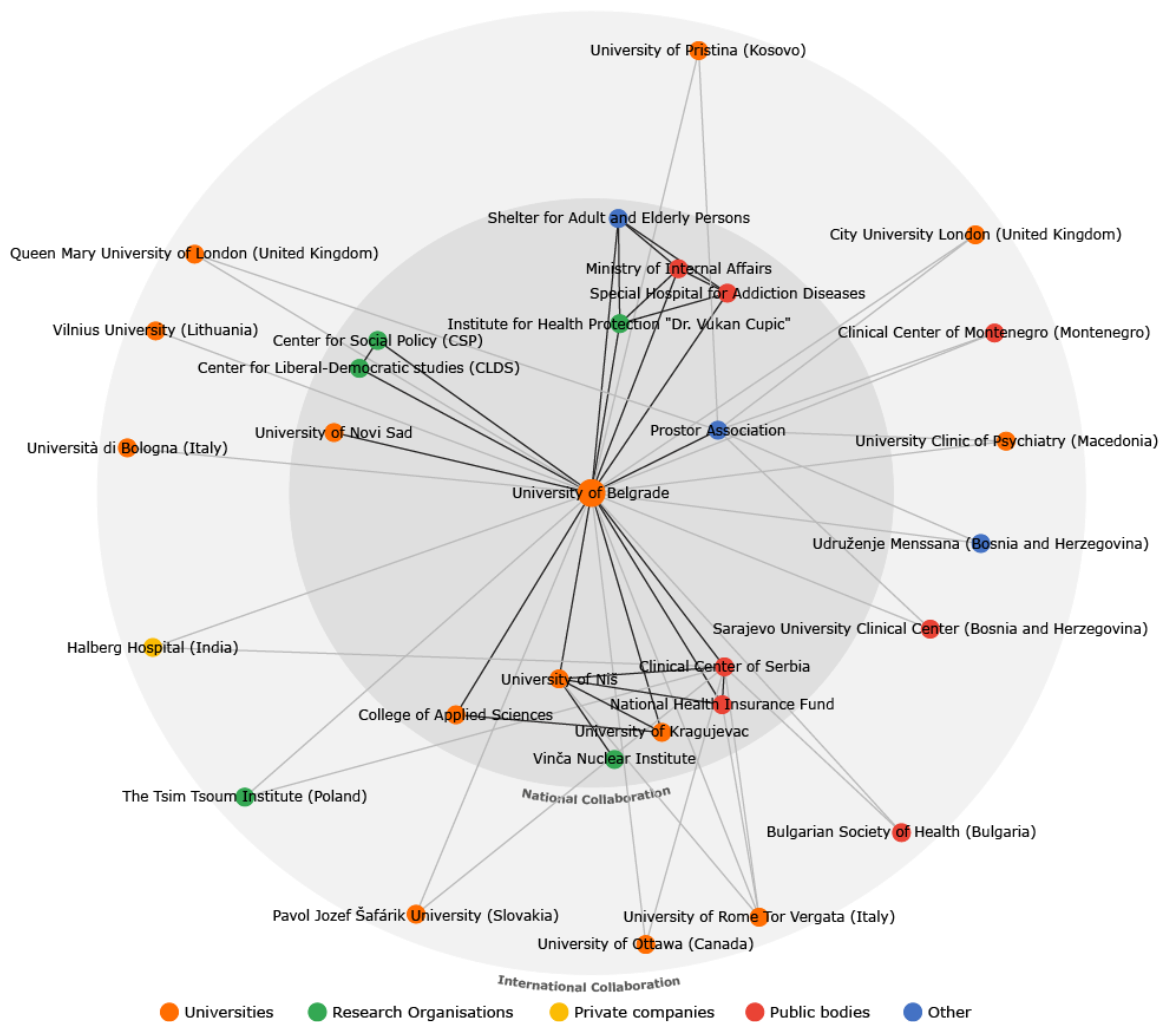 University of Pristina (Kosovo)
Shelter for Adult and Elderly Persons
City University London (United Kingdom)
Queen Mary University of London (United Kingdom)
Ministry of Internal Affairs
Special Hospital for Addiction Diseases
Institute for Health Protection "Dr. Vukan Cupic"
Vilnius University (Lithuania)
Clinical Center of Montenegro (Montenegro)
Center for Social Policy (CSP)
Center for Liberal-Democratic studies (CLDS)
Prostor Association
University of Novi Sad
University Clinic of Psychiatry (Macedonia)
Università di Bologna (Italy)
University of Belgrade
Udruženje Menssana (Bosnia and Herzegovina)
Sarajevo University Clinical Center (Bosnia and Herzegovina)
Halberg Hospital (India)
Clinical Center of Serbia
University of Niš
National Health Insurance Fund
College of Applied Sciences
University of Kragujevac
Vinča Nuclear Institute
The Tsim Tsoum Institute (Poland)
National Collaboration
Bulgarian Society of Health (Bulgaria)
Pavol Jozef Šafárik University (Slovakia)
University of Rome Tor Vergata (Italy)
University of Ottawa (Canada)
International Collaboration
Universities
Research Organisations
Private companies
Public bodies
Other